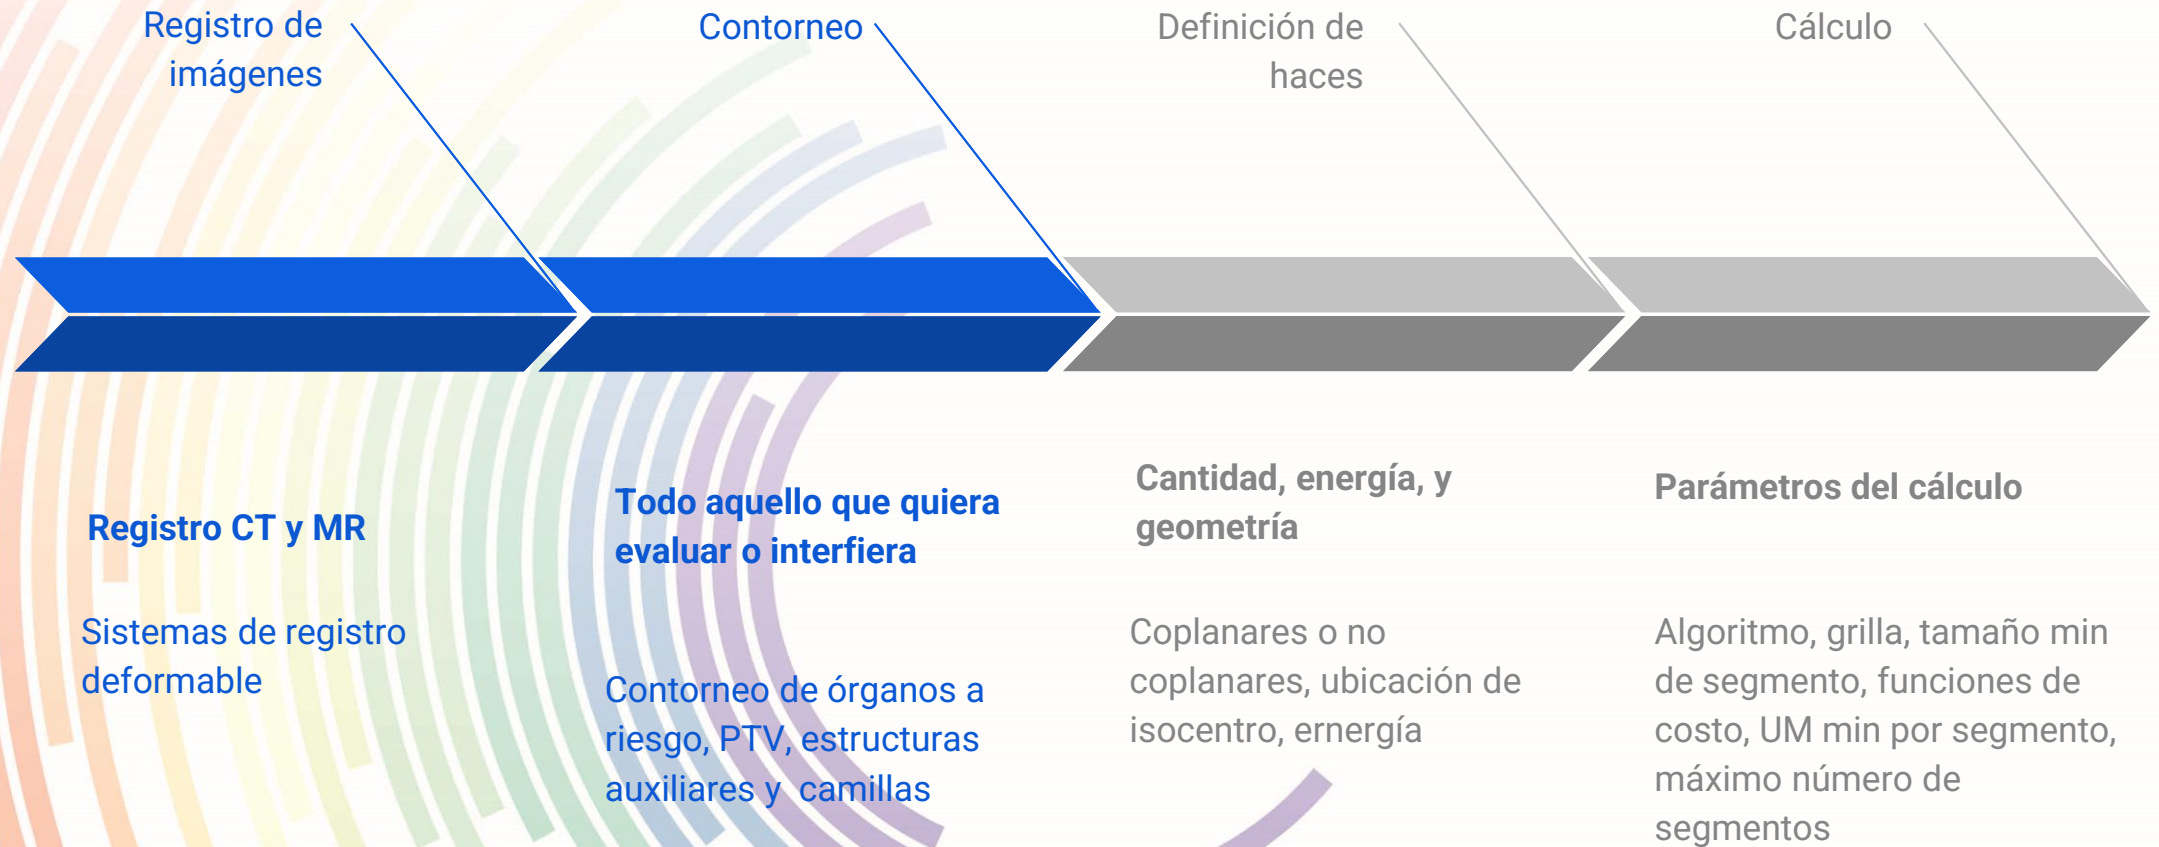 Registro de
imágenes
Contorneo
Definición de
haces
Cálculo
Registro CT y MR
Sistemas de registro
deformable
Todo aquello que quiera
evaluar o interfiera
Contorneo de órganos a
riesgo, PTV, estructuras
auxiliares y camillas
Cantidad, energía, y
geometría
Coplanares o no
coplanares, ubicación de
isocentro, ernergía
Parámetros del cálculo
Algoritmo, grilla, tamaño min
de segmento, funciones de
costo, UM min por segmento,
máximo número de
segmentos